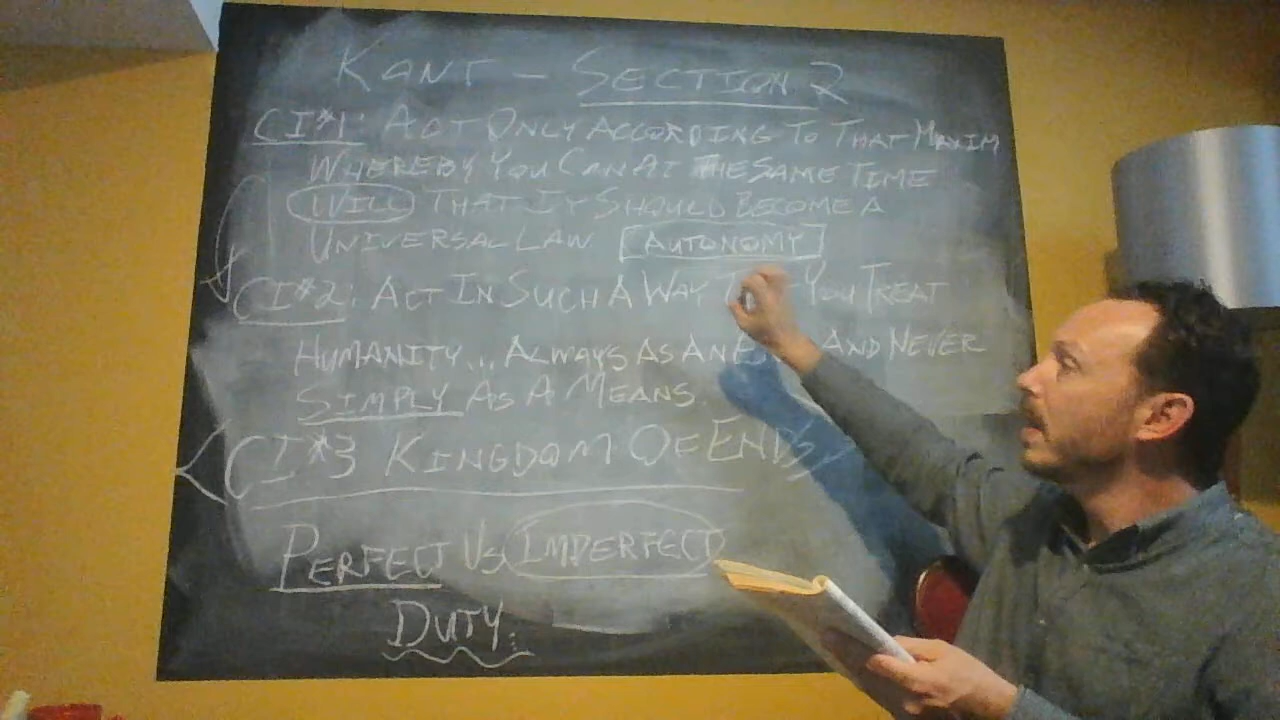 KANT – SECTION 2
CI#1: ACT ONLY ACCORDING TO THAT MAXIM
WHEREBY YOU CAN AT THE SAME TIME
WILL THAT IT SHOULD BECOME A
UNIVERSAL LAW. AUTONOMY
CI#2: ACT IN SUCH A WAY YOU TREAT
HUMANITY... ALWAYS AS AN AND NEVER
SIMPLY AS A MEANS.
CI#3 KINGDOM OF ENDS
PERFECT VS IMPERFECT
DUTY